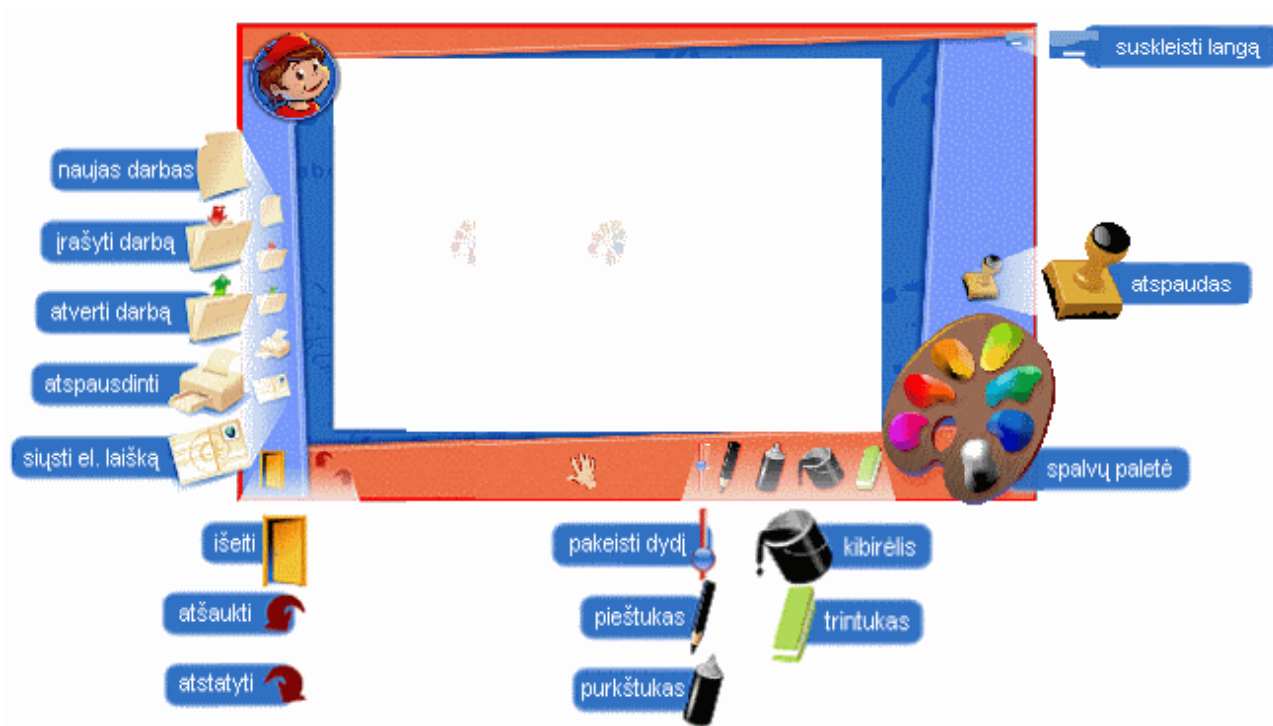 suskleisti langą
naujas darbas
įrašyti darbą
atverti darbą
atspaudas
atspausdinti
siųsti el. laišką
spalvų paletė
išeiti
pakeisti dydį
kibirėlis
atšaukti
pieštukas
trintukas
atstatyti
purkštukas